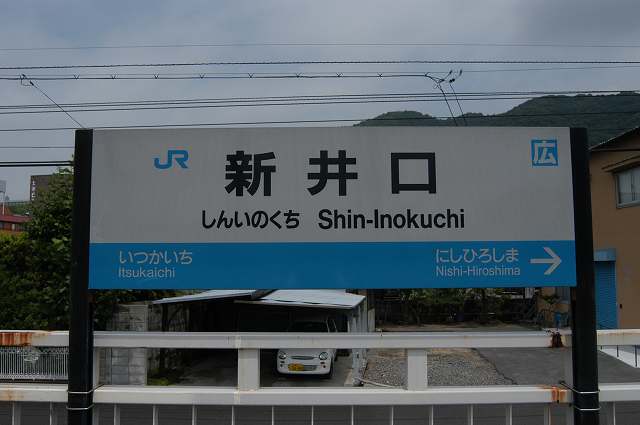 JR
新井口
広
しんいのくち Shin-Inokuchi
いつかいち
Itsukaichi
にしひろしま
Nishi-Hiroshima
→